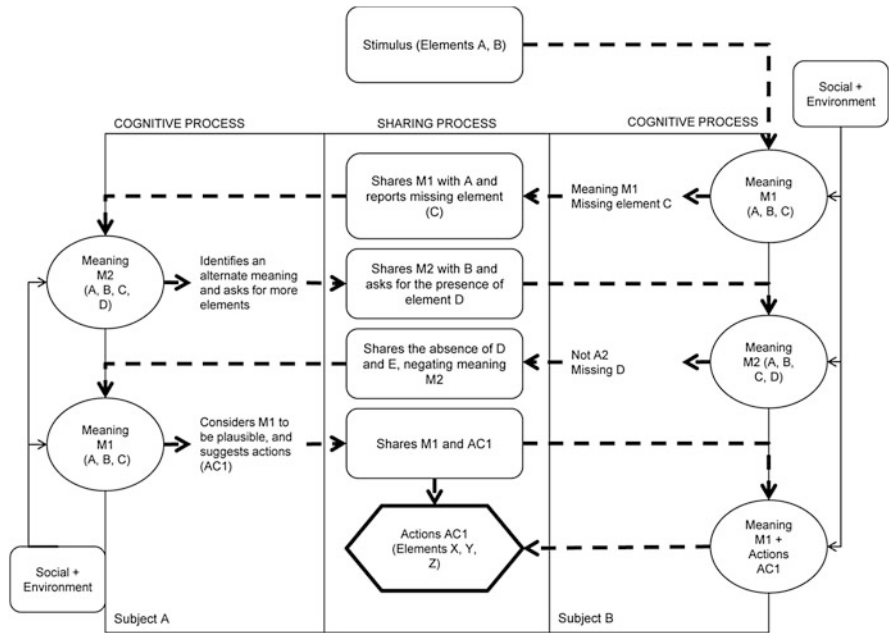 Stimulus (Elements A, B)
Social +
Environment
COGNITIVE PROCESS
SHARING PROCESS
COGNITIVE PROCESS
Shares M1 with A and
reports missing element
(C)
Meaning M1
Missing element C
Meaning
M1
(A, B, C)
Meaning
M2
(A, B, C,
D)
Identifies an
alternate meaning
and asks for more
elements
Shares M2 with B and
asks for the presence of
element D
Shares the absence of D
and E, negating meaning
M2
Not A2
Missing D
Meaning
M2 (A, B,
C, D)
Meaning
M1
(A, B, C)
Considers M1 to
be plausible, and
suggests actions
(AC1)
Shares M1 and AC1
Actions AC1
(Elements X, Y,
Z)
Meaning
M1 +
Actions
AC1
Social +
Environment
Subject A
Subject B